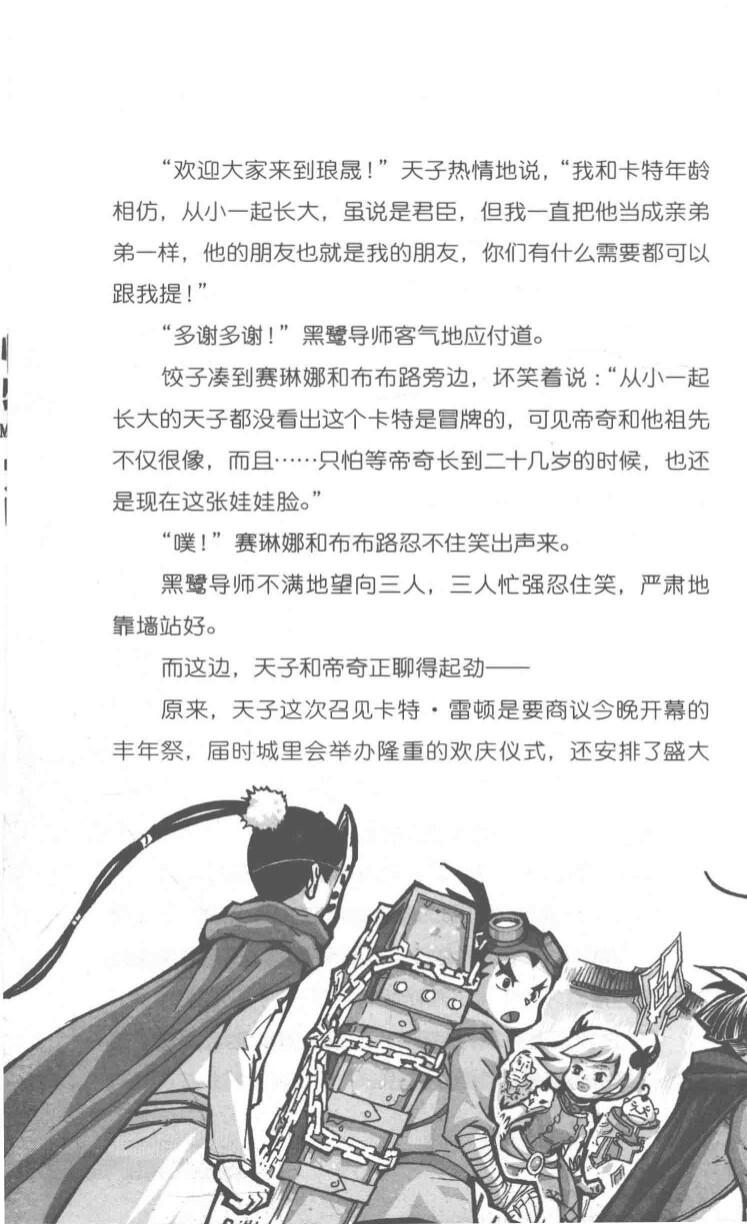 “欢迎大家来到琅晟！”天子热情地说，“我和卡特年龄
相仿，从小一起长大，虽说是君臣，但我一直把他当成亲弟
弟一样，他的朋友也就是我的朋友，你们有什么需要都可以
跟我提！”
“多谢多谢！”黑鹭导师客气地应付道。
饺子凑到赛琳娜和布布路旁边，坏笑着说：“从小一起
长大的天子都没看出这个卡特是冒牌的，可见帝奇和他祖先
不仅很像，而且……只怕等帝奇长到二十几岁的时候，也还
是现在这张娃娃脸。”
“噗！”赛琳娜和布布路忍不住笑出声来。
黑鹭导师不满地望向三人，三人忙强忍住笑，严肃地
靠墙站好。
而这边，天子和帝奇正聊得起劲——
原来，天子这次召见卡特·雷顿是要商议今晚开幕的
丰年祭，届时城里会举办隆重的欢庆仪式，还安排了盛大